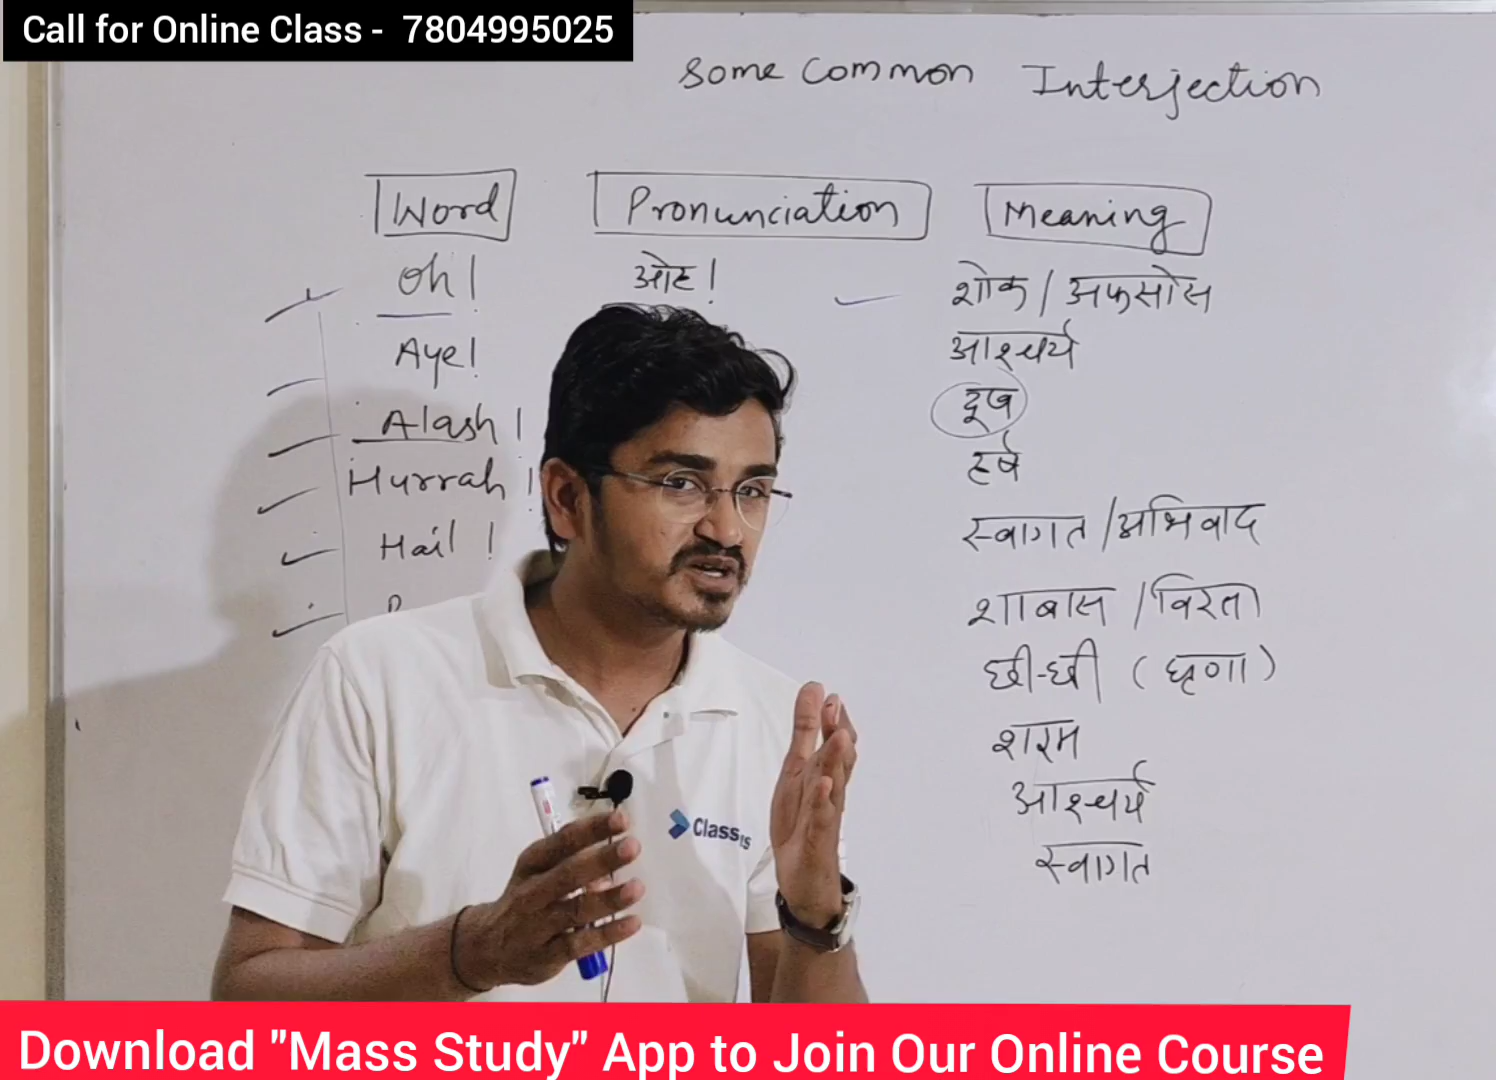 Call for Online Class - 7804995025
Some Common Interjection
Word Pronunciation Meaning
Oh! ओह! शोक / अफसोस
Aye! आश्चर्य
Alash! दूख
Hurrah! हर्ष
Hail! स्वागत / अभिवाद
शाबास / विरता
छी-छी (घृणा)
शरम
आश्चर्य
स्वागत
Class
Download "Mass Study" App to Join Our Online Course